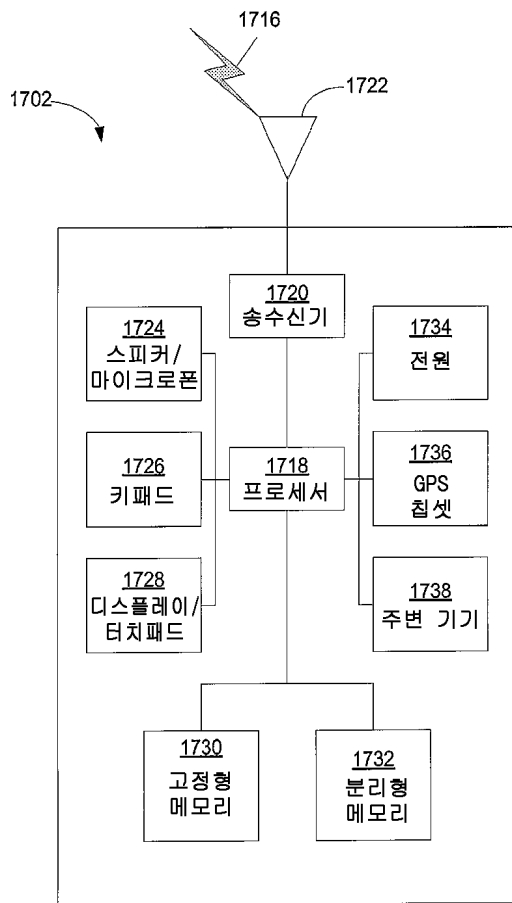 1716
1702
1722
1720
송수신기
1724
스피커/
마이크로폰
1734
전원
1726
키패드
1718
프로세서
1736
GPS
칩셋
1728
디스플레이/
터치패드
1738
주변 기기
1730
고정형
메모리
1732
분리형
메모리